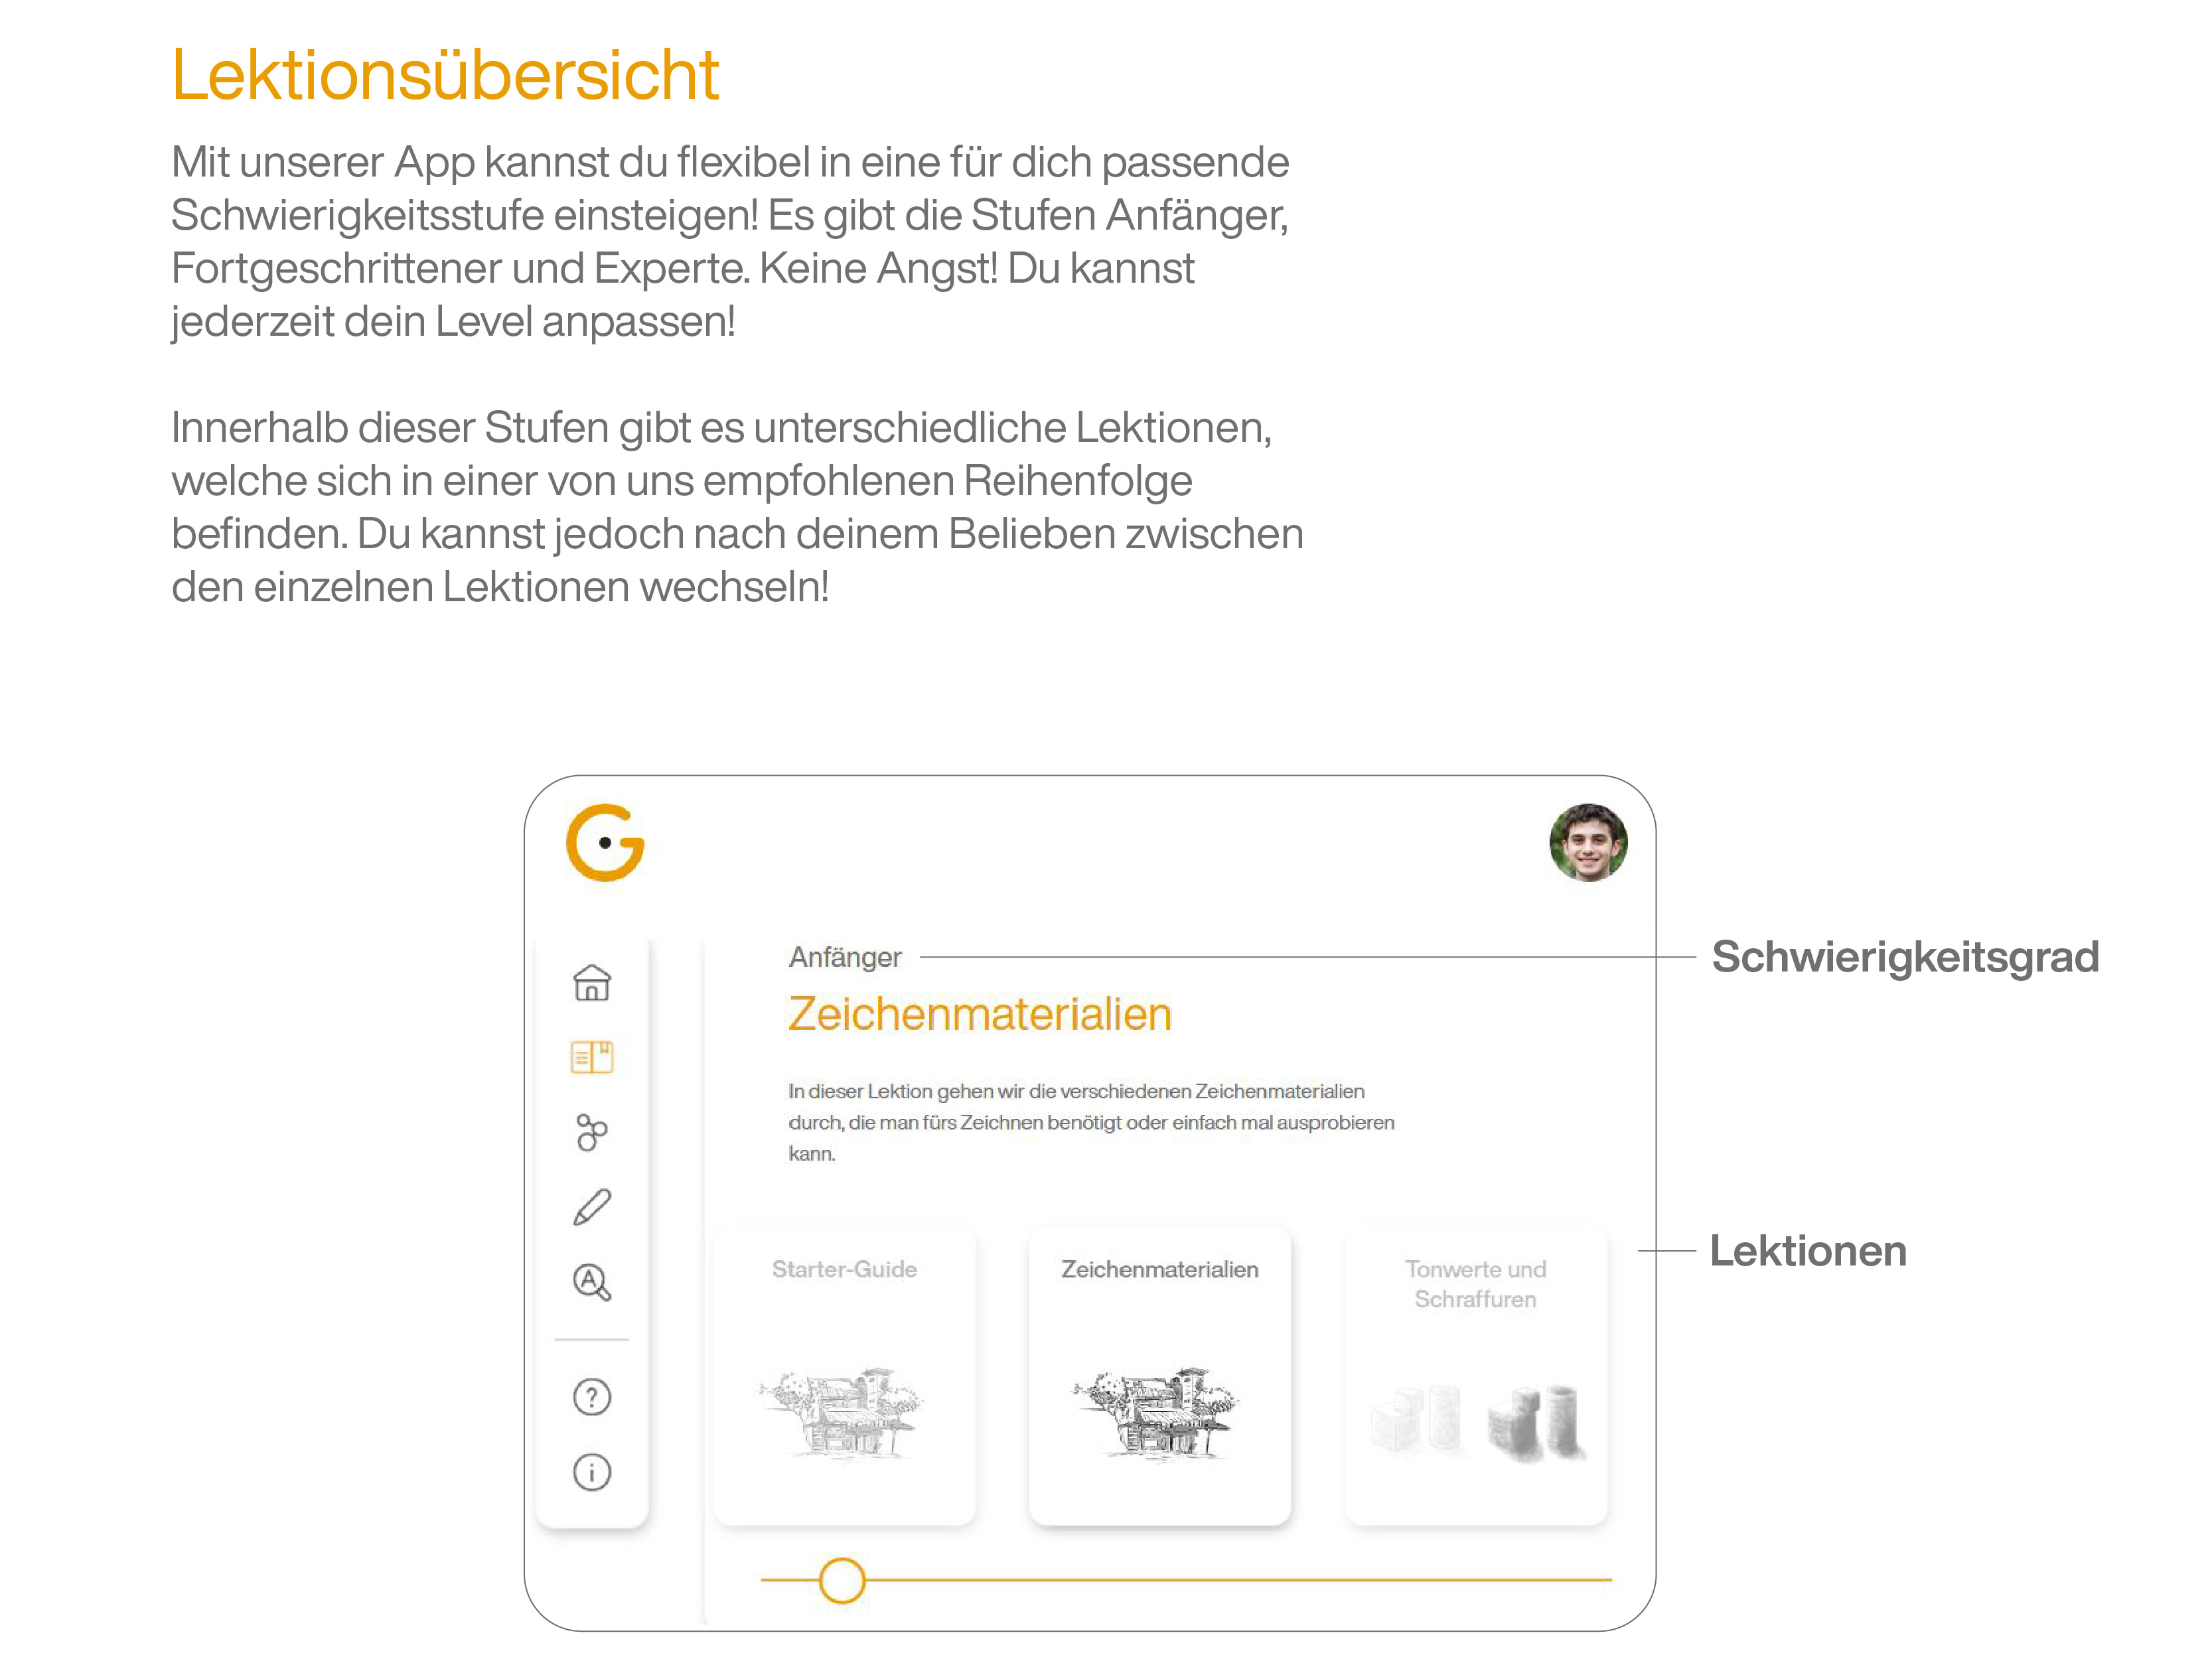 Lektionsübersicht
Mit unserer App kannst du flexibel in eine für dich passende
Schwierigkeitsstufe einsteigen! Es gibt die Stufen Anfänger,
Fortgeschrittener und Experte. Keine Angst! Du kannst
jederzeit dein Level anpassen!
Innerhalb dieser Stufen gibt es unterschiedliche Lektionen,
welche sich in einer von uns empfohlenen Reihenfolge
befinden. Du kannst jedoch nach deinem Belieben zwischen
den einzelnen Lektionen wechseln!
G
Anfänger
Schwierigkeitsgrad
Zeichenmaterialien
In dieser Lektion gehen wir die verschiedenen Zeichenmaterialien
durch, die man fürs Zeichnen benötigt oder einfach mal ausprobieren
kann.
Lektionen
Starter-Guide
Zeichenmaterialien
Tonwerte und
Schraffuren
A
?
i